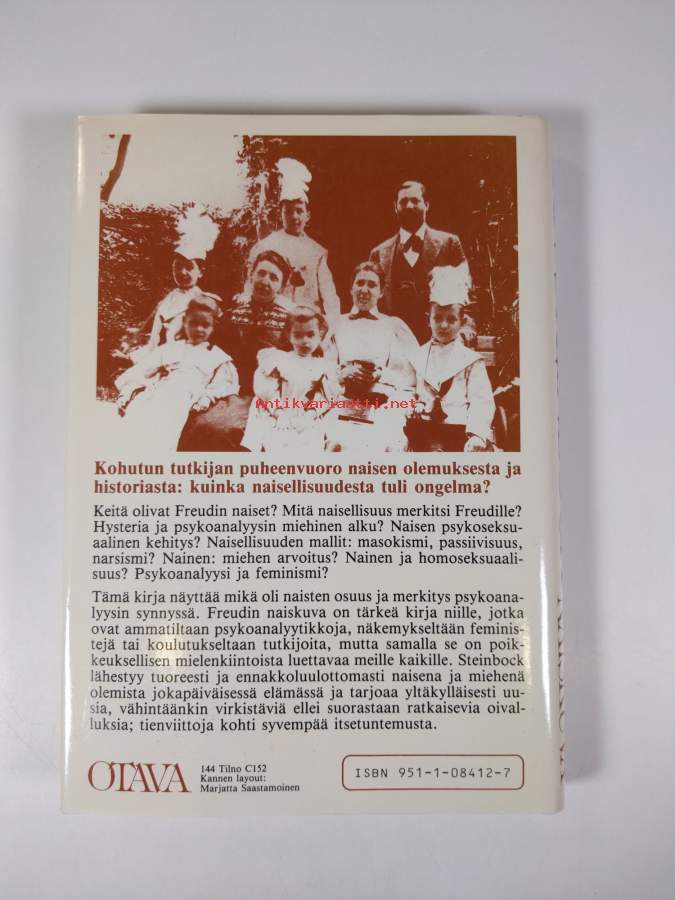 Antikvariaatti.net
Kohutun tutkijan puheenvuoro naisen olemuksesta ja
historiasta: kuinka naisellisuudesta tuli ongelma?
Keitä olivat Freudin naiset? Mitä naisellisuus merkitsi Freudille?
Hysteria ja psykoanalyysin miehinen alku? Naisen psykoseksu-
aalinen kehitys? Naisellisuuden mallit: masokismi, passiivisuus,
narsismi? Nainen: miehen arvoitus? Nainen ja homoseksuaali-
suus? Psykoanalyysi ja feminismi?
Tämä kirja näyttää mikä oli naisten osuus ja merkitys psykoana-
lyysin synnyssä. Freudin naiskuva on tärkeä kirja niille, jotka
ovat ammatiltaan psykoanalyytikkoja, näkemykseltään feminis-
tejä tai koulutukseltaan tutkijoita, mutta samalla se on poik-
keuksellisen mielenkiintoista luettavaa meille kaikille. Steinbock
lähestyy tuoreesti ja ennakkoluulottomasti naisena ja miehenä
olemista jokapäiväisessä elämässä ja tarjoaa yltäkylläisesti uu-
sia, vähintäänkin virkistäviä ellei suorastaan ratkaisevia oival-
luksia; tienviittoja kohti syvempää itsetuntemusta.
OTAVA
144 Tilno C152
Kannen layout:
Marjatta Saastamoinen
ISBN 951-1-08412-7